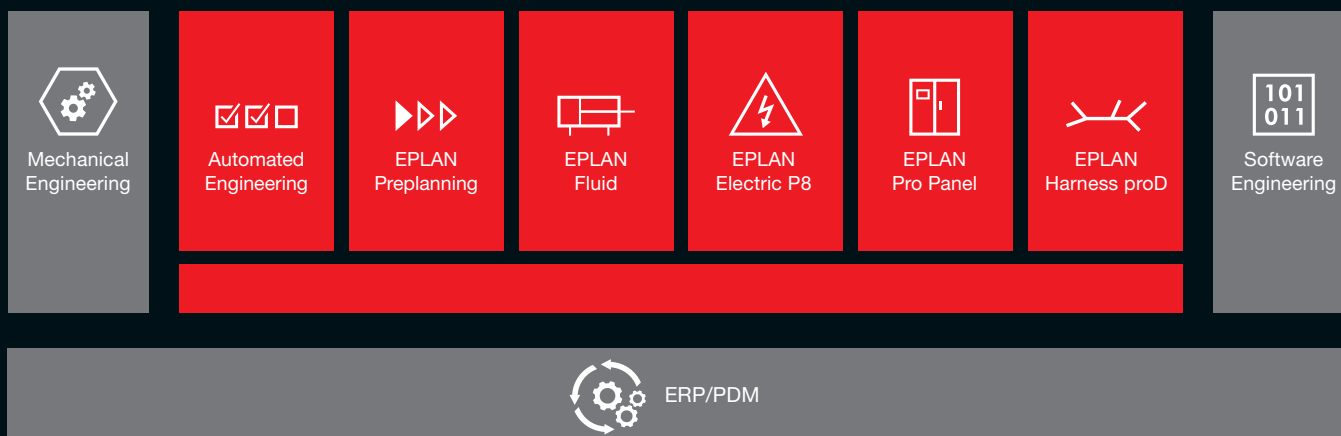 Mechanical
Engineering
Automated
Engineering
EPLAN
Preplanning
EPLAN
Fluid
EPLAN
Electric P8
EPLAN
Pro Panel
EPLAN
Harness proD
101
011
Software
Engineering
ERP/PDM